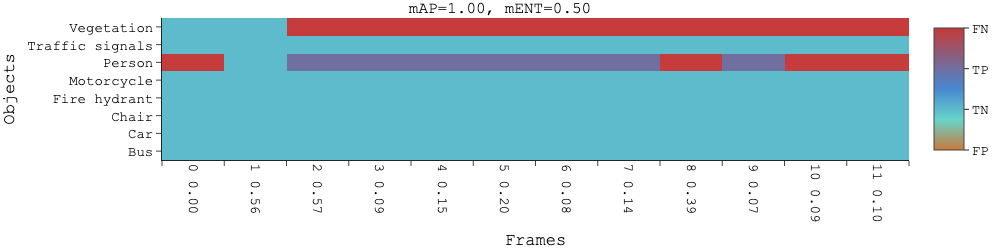 mAP=1.00, mENT=0.50
Objects
Vegetation
Traffic signals
Person
Motorcycle
Fire hydrant
Chair
Car
Bus
FN
TP
TN
FP
0 0.00
1 0.56
2 0.57
3 0.09
4 0.15
5 0.20
6 0.08
7 0.14
8 0.39
9 0.07
10 0.09
11 0.10
Frames